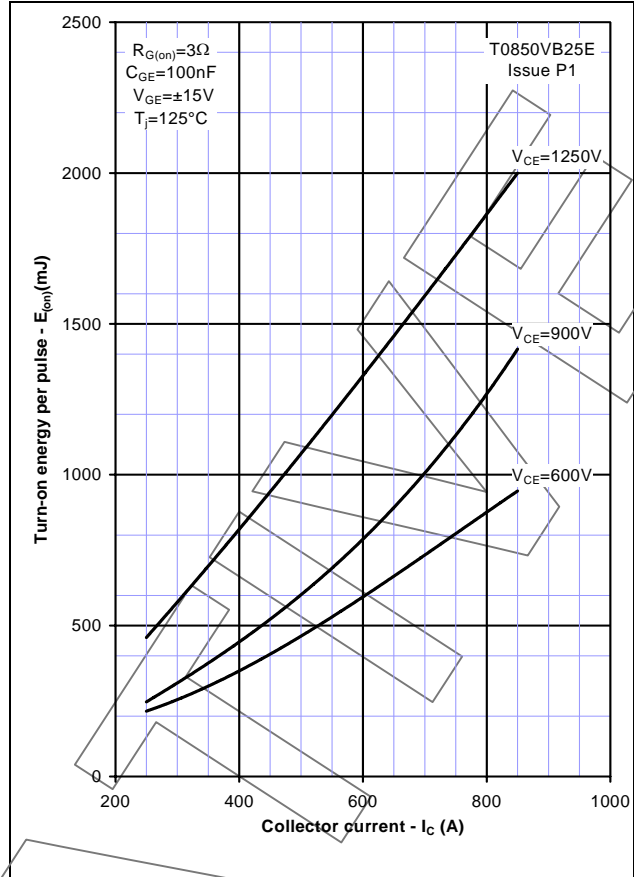 2500
R_G(on)=3Ω
C_GE=100nF
V_GE=±15V
T_j=125°C
T0850VB25E
Issue P1
V_CE=1250V
2000
1500
V_CE=900V
1000
V_CE=600V
500
0
Turn-on energy per pulse - E_(on)(mJ)
200
400
600
800
1000
Collector current - I_C (A)